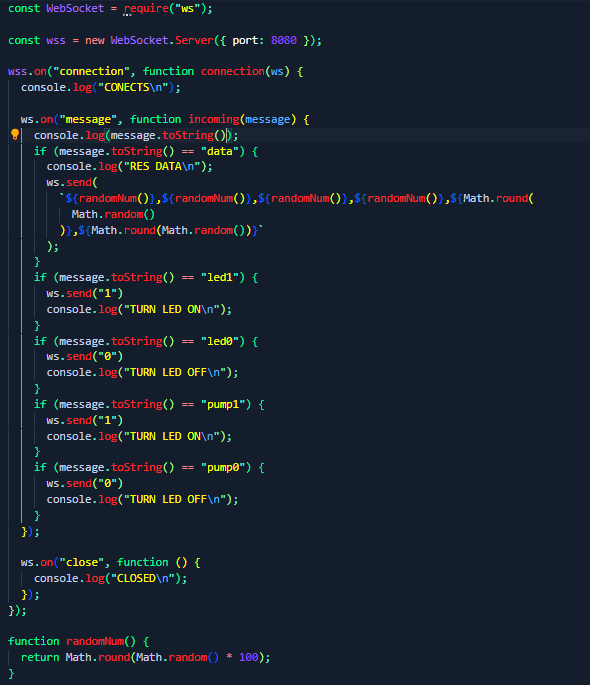 const WebSocket = require("ws");

const wss = new WebSocket.Server({ port: 8080 });

wss.on("connection", function connection(ws) {
  console.log("CONECTS\n");

  ws.on("message", function incoming(message) {
    console.log(message.toString());
    if (message.toString() == "data") {
      console.log("RES DATA\n");
      ws.send(
        `${randomNum()},${randomNum()},${randomNum()},${randomNum()},${Math.round(
          Math.random()
        )},${Math.round(Math.random())}`
      );
    }
    if (message.toString() == "led1") {
      ws.send("1")
      console.log("TURN LED ON\n");
    }
    if (message.toString() == "led0") {
      ws.send("0")
      console.log("TURN LED OFF\n");
    }
    if (message.toString() == "pump1") {
      ws.send("1")
      console.log("TURN LED ON\n");
    }
    if (message.toString() == "pump0") {
      ws.send("0")
      console.log("TURN LED OFF\n");
    }
  });

  ws.on("close", function () {
    console.log("CLOSED\n");
  });
});

function randomNum() {
  return Math.round(Math.random() * 100);
}